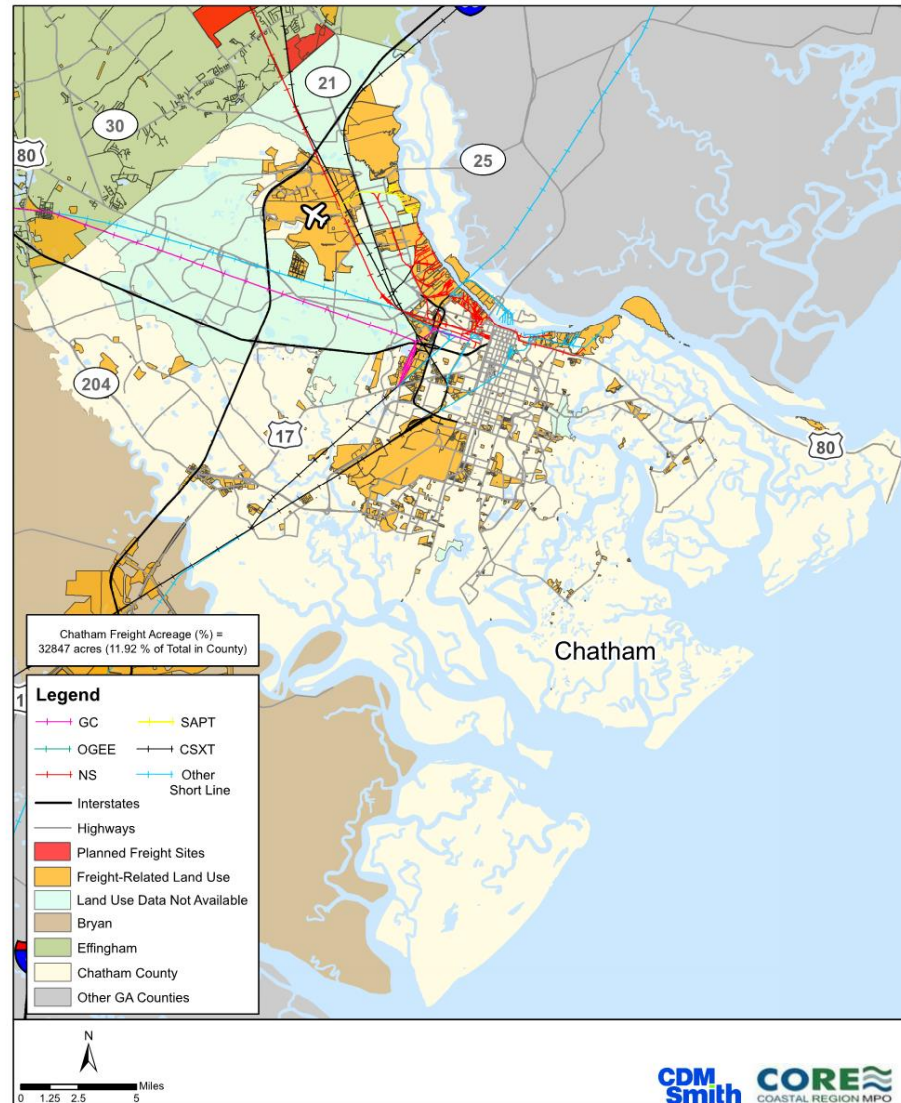 21
30
80
25
204
17
80
Chatham
Chatham Freight Acreage (%) =
32847 acres (11.92 % of Total in County)
1
Legend
GC
SAPT
OGEE
CSXT
NS
Other
Short Line
Interstates
Highways
Planned Freight Sites
Freight-Related Land Use
Land Use Data Not Available
Bryan
Effingham
Chatham County
Other GA Counties
N
Miles
0 1.25 2.5 5
CDM
Smith
CORE
COASTAL REGION MPO